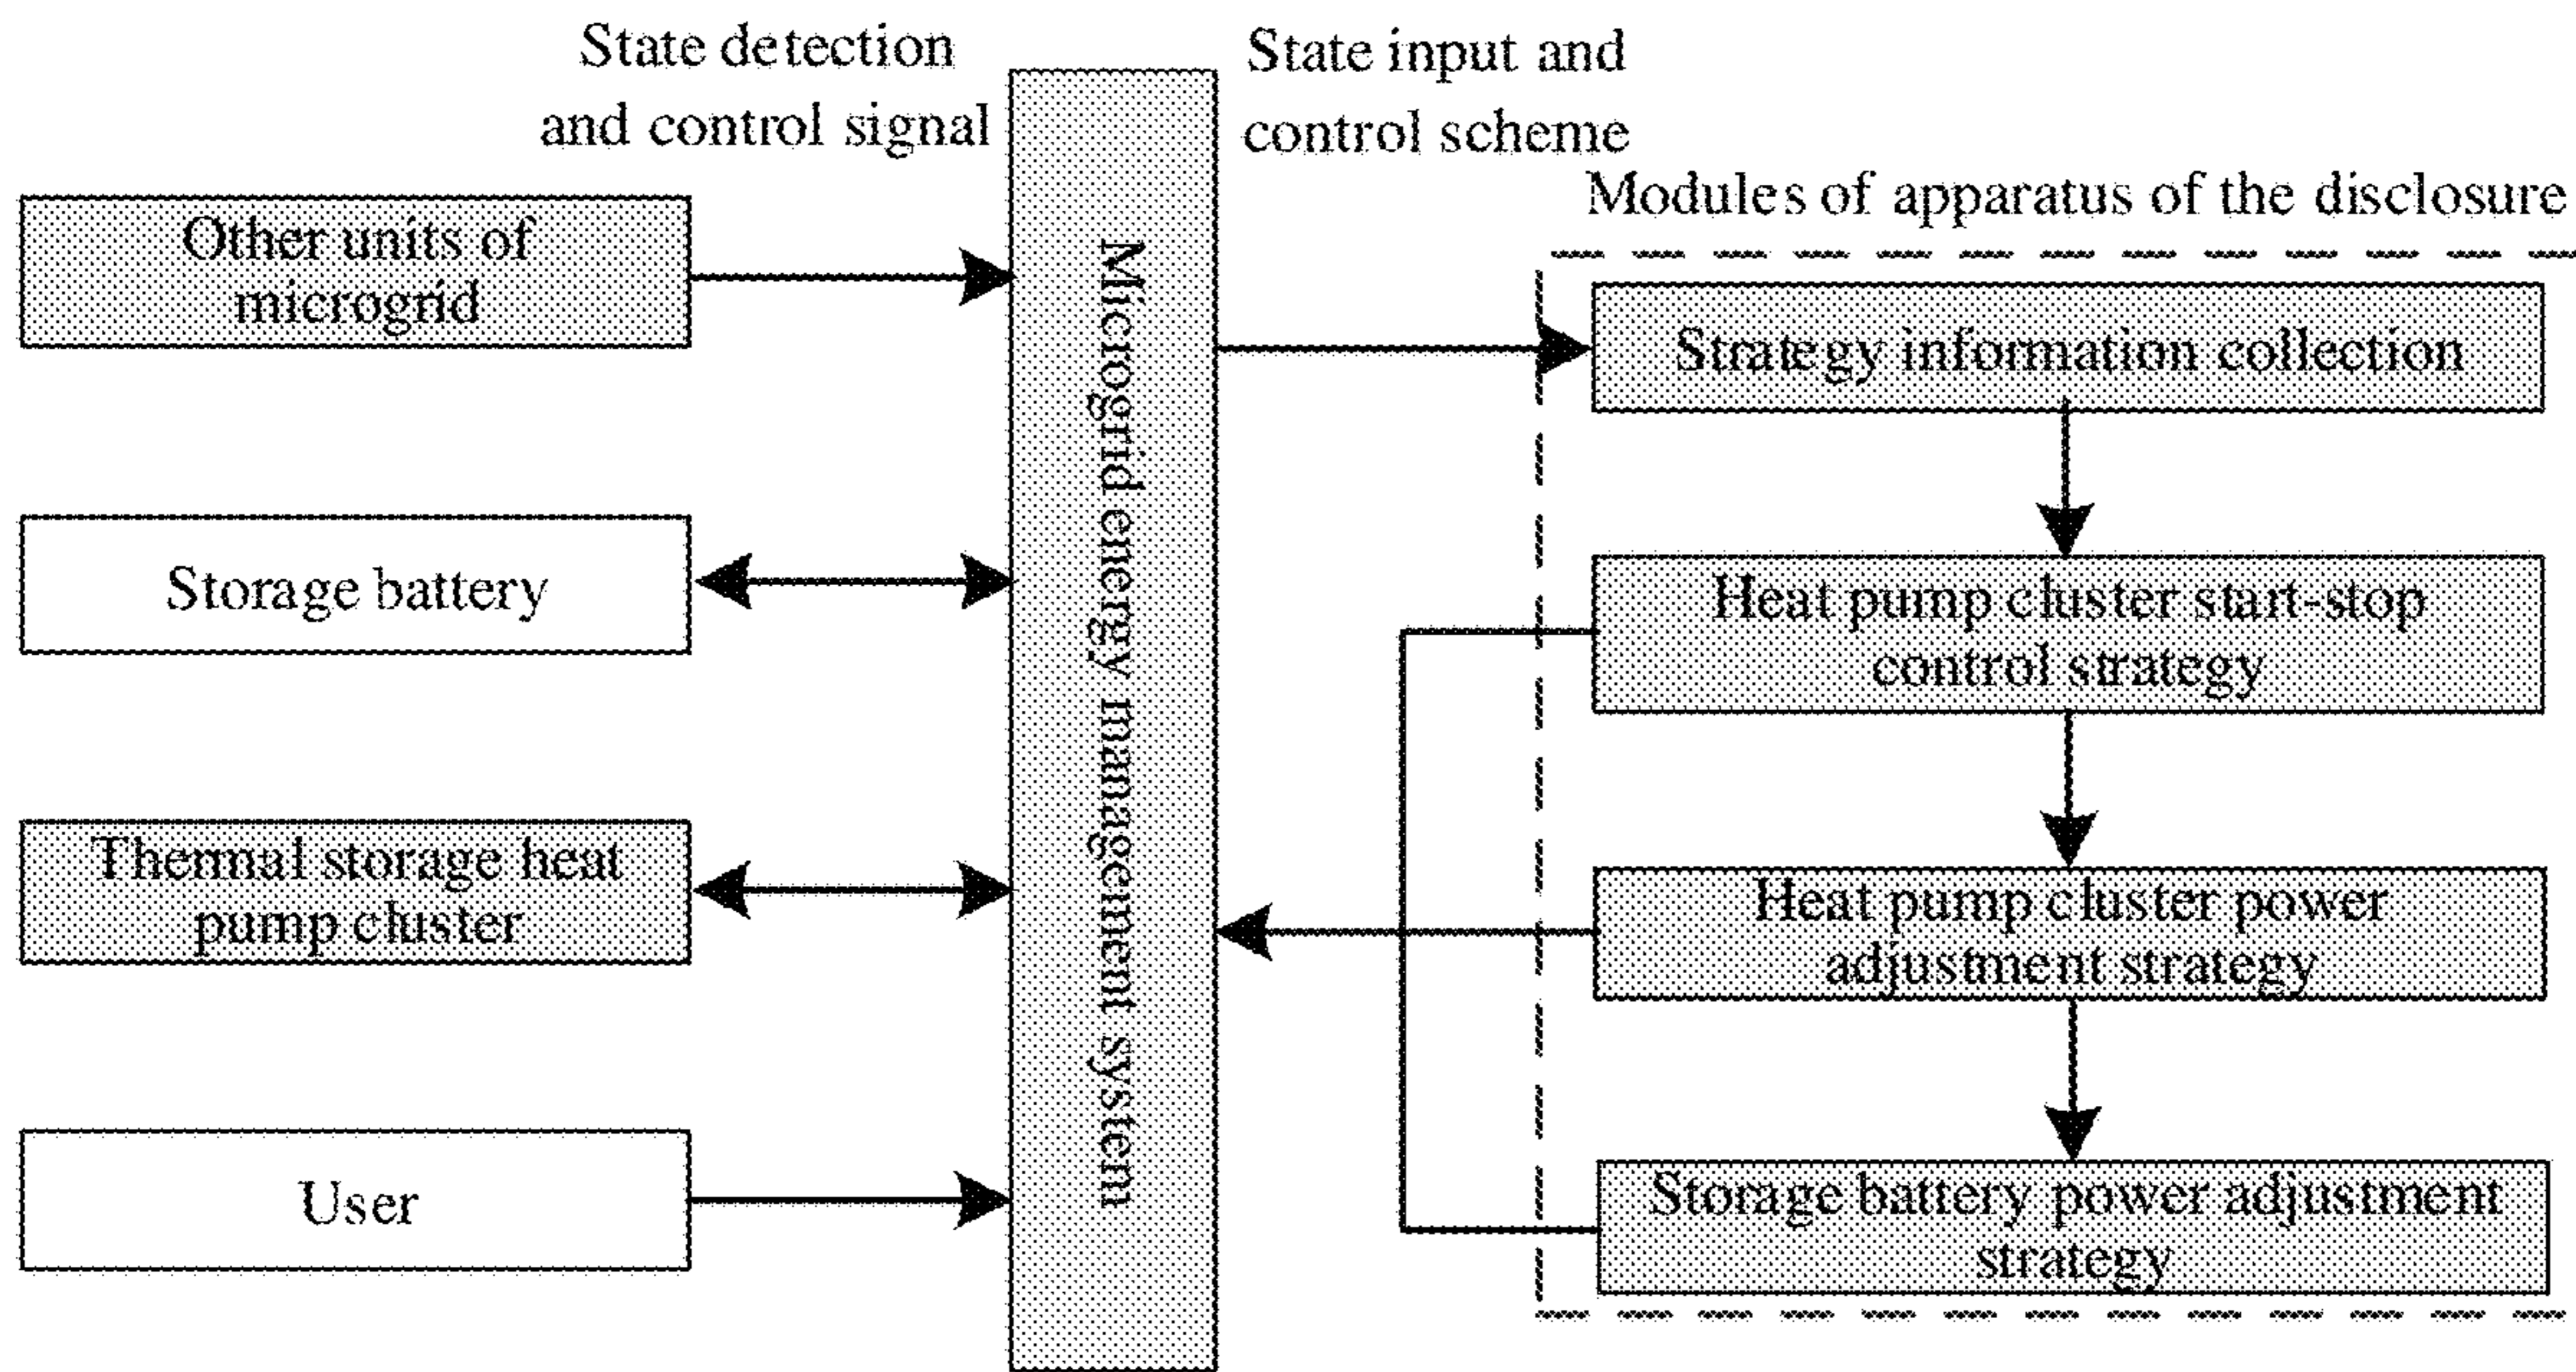 State detection
and control signal
State input and
control scheme
Modules of apparatus of the disclosure
Other units of
microgrid
Storage battery
Thermal storage heat
pump cluster
User
Microgrid energy management system
Strategy information collection
Heat pump cluster start-stop
control strategy
Heat pump cluster power
adjustment strategy
Storage battery power adjustment
strategy